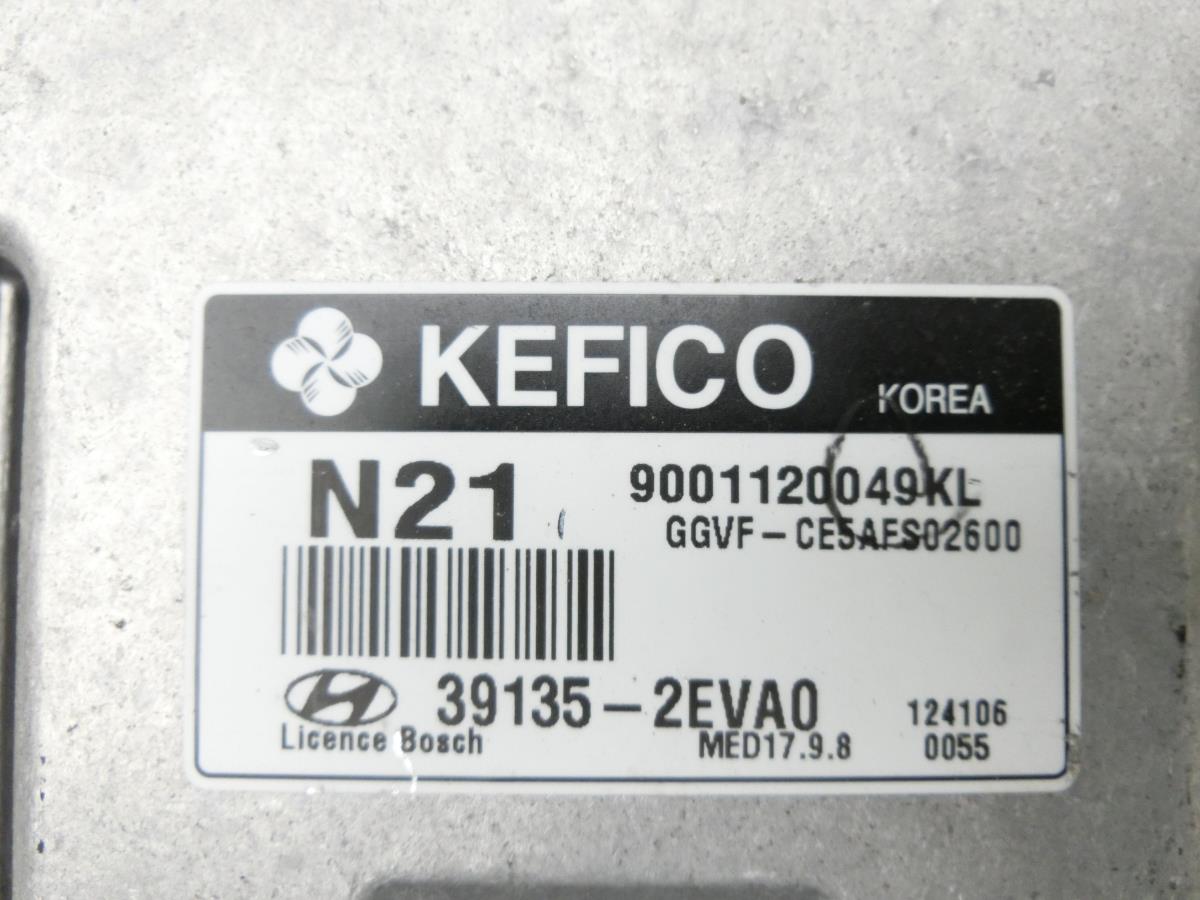 KEFICO KOREA
N21 9001120049KL
GGVF-CE5AFS02600
39135-2EVA0 124106
Licence Bosch MED17.9.8 0055